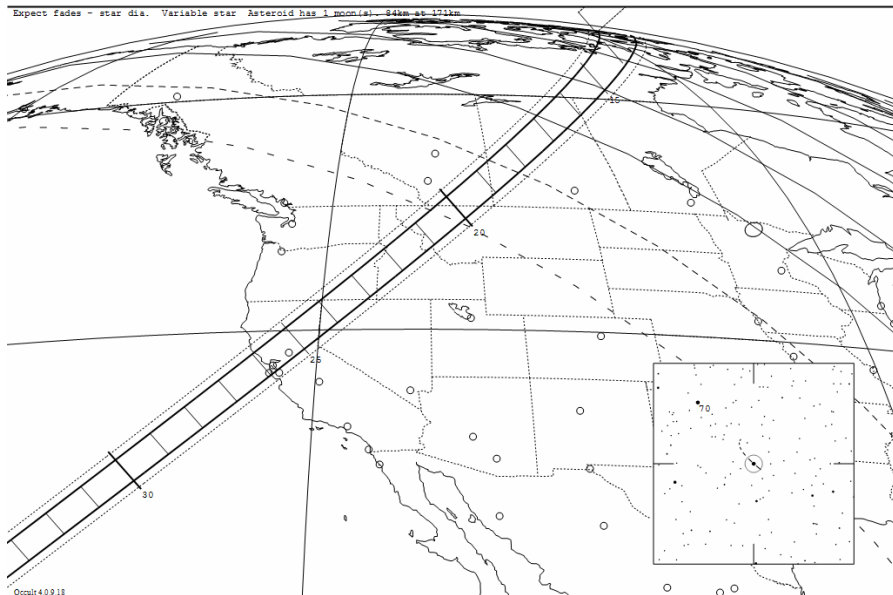 Expect fades - star dia. Variable star Asteroid has 1 moon(s). 84km at 171km
15
20
25
70
30
Occult 4.0.9.18